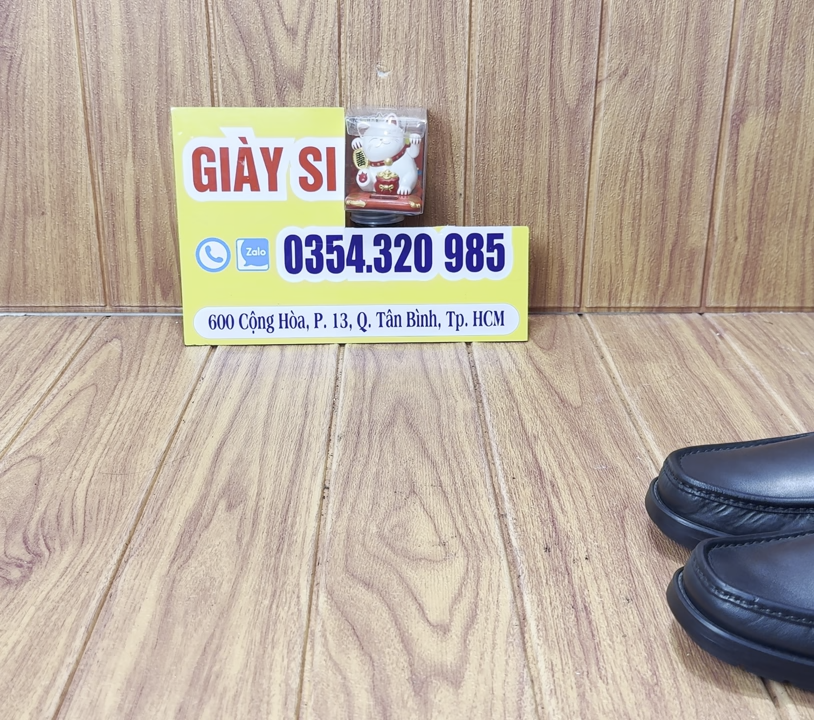 GIÀY SI
Zalo 0354.320 985
600 Cộng Hòa, P. 13, Q. Tân Bình, Tp. HCM